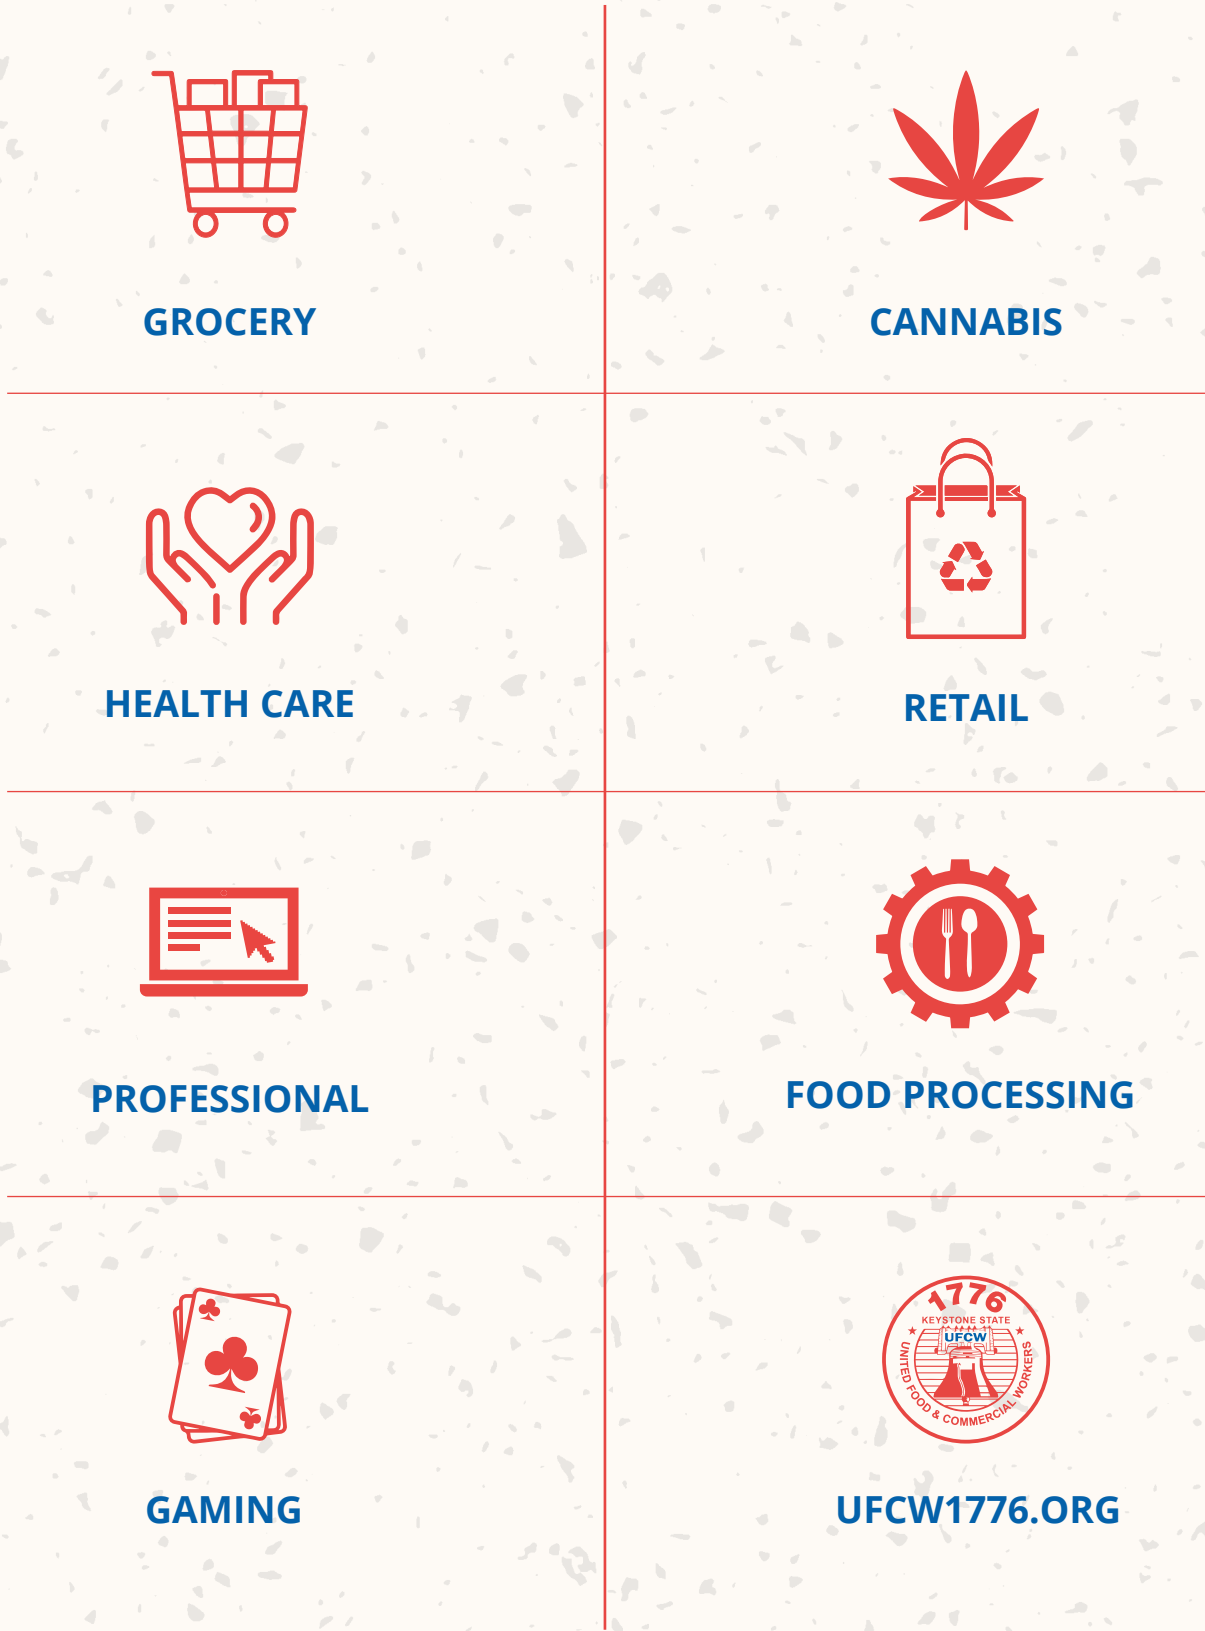 GROCERY
CANNABIS
HEALTH CARE
RETAIL
PROFESSIONAL
FOOD PROCESSING
GAMING
1776
KEYSTONE STATE
UFCW
UNITED FOOD & COMMERCIAL WORKERS
UFCW1776.ORG